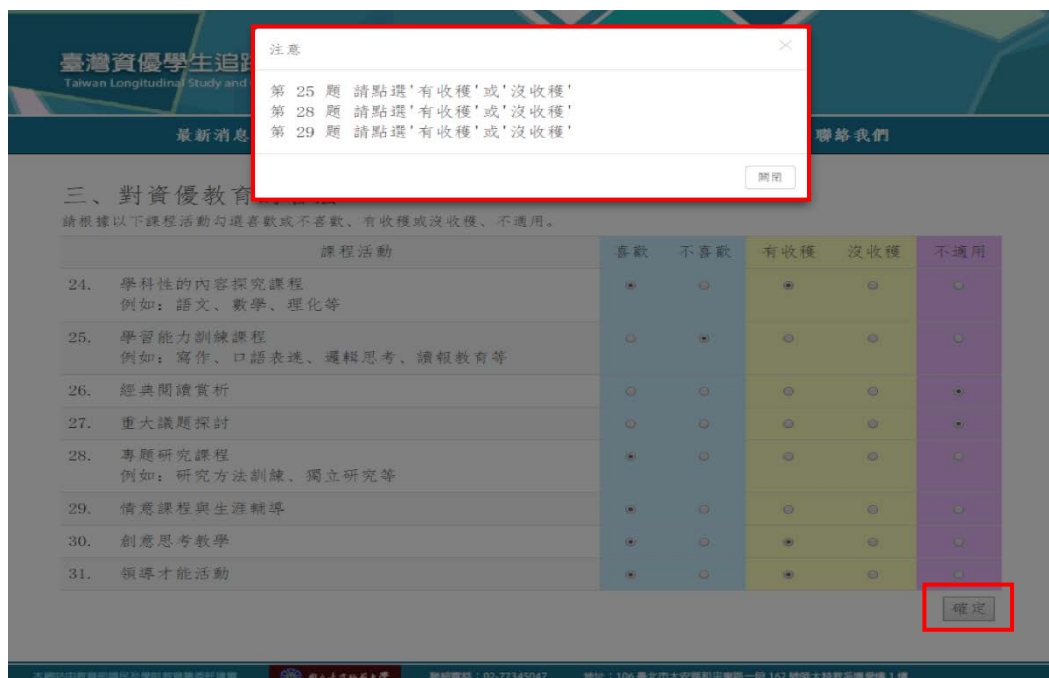 注意
第 25 題 請點選'有收穫'或'沒收穫'
第 28 題 請點選'有收穫'或'沒收穫'
第 29 題 請點選'有收穫'或'沒收穫'
關閉
臺灣資優學生追蹤
Taiwan Longitudinal Study and
最新消息
聯絡我們
三、對資優教育
請根據以下課程活動勾選喜歡或不喜歡、有收穫或沒收穫、不適用。
課程活動 喜歡 不喜歡 有收穫 沒收穫 不適用
24. 學科性的內容探究課程
例如：語文、數學、理化等
25. 學習能力訓練課程
例如：寫作、口語表達、邏輯思考、讀報教育等
26. 經典閱讀賞析
27. 重大議題探討
28. 專題研究課程
例如：研究方法訓練、獨立研究等
29. 情意課程與生涯輔導
30. 創意思考教學
31. 領導才能活動
確定
聯絡電話：02-77345047